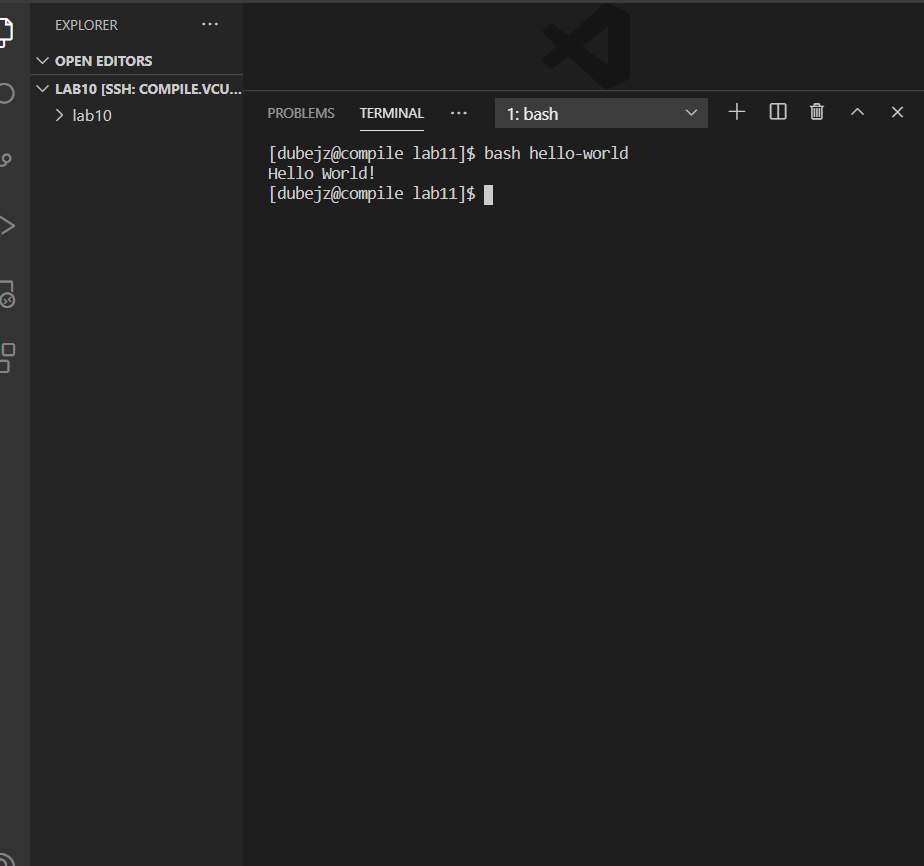 EXPLORER ...
OPEN EDITORS
LAB10 [SSH: COMPILE.VCU...
lab10
PROBLEMS TERMINAL ... 1: bash
[dubejz@compile lab11]$ bash hello-world
Hello World!
[dubejz@compile lab11]$